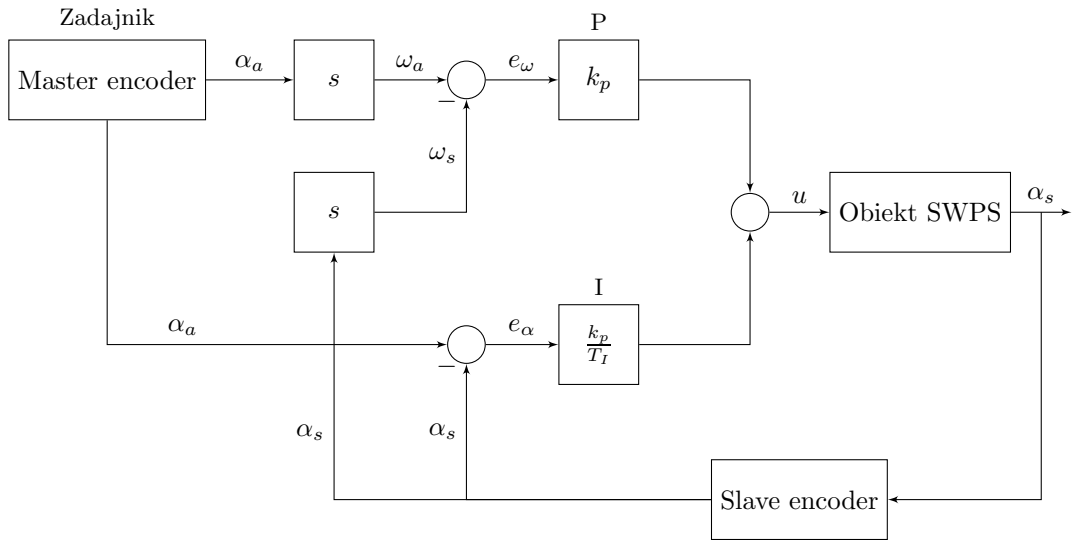 Zadajnik
Master encoder
α_a
s
ω_a
−
e_ω
P
k_p
ω_s
s
u
Obiekt SWPS
α_s
α_a
−
e_α
I
k_p/T_I
α_s
α_s
Slave encoder